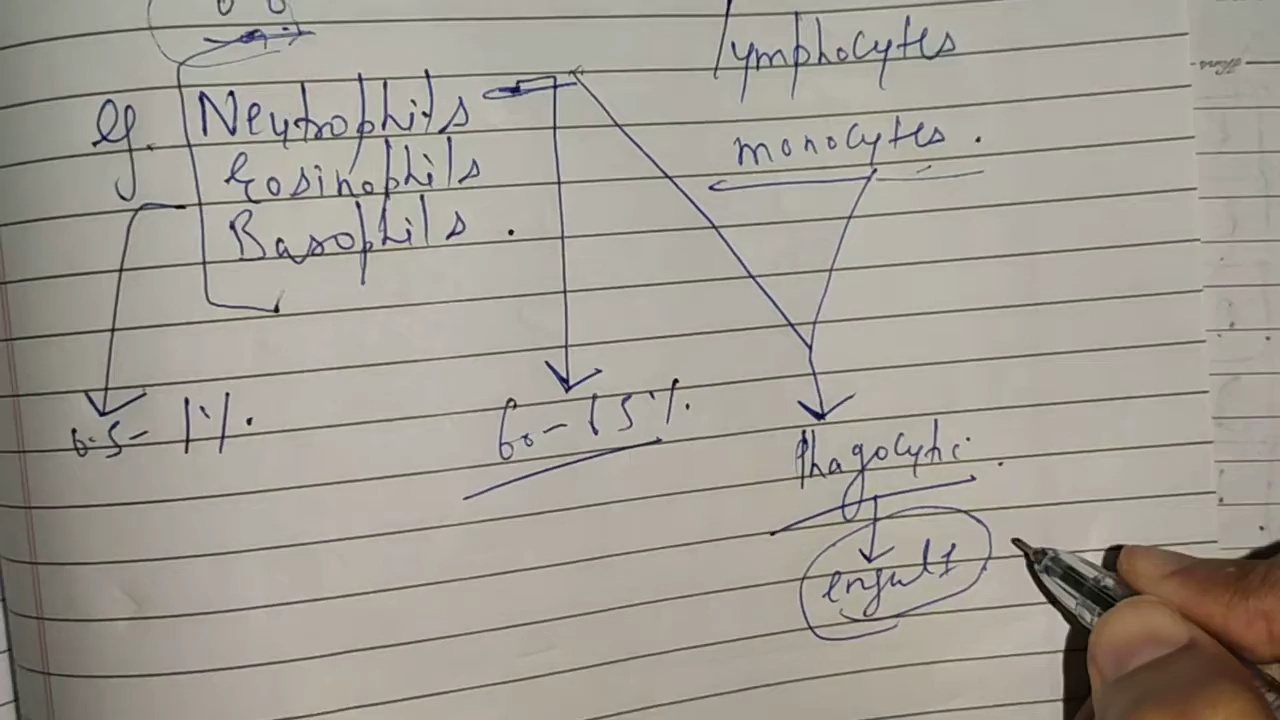 lymphocytes
eg. Neutrophils
Eosinophils
Basophils.
monocytes.
0.5- 1%.
60-65%.
Phagocytic.
engulf